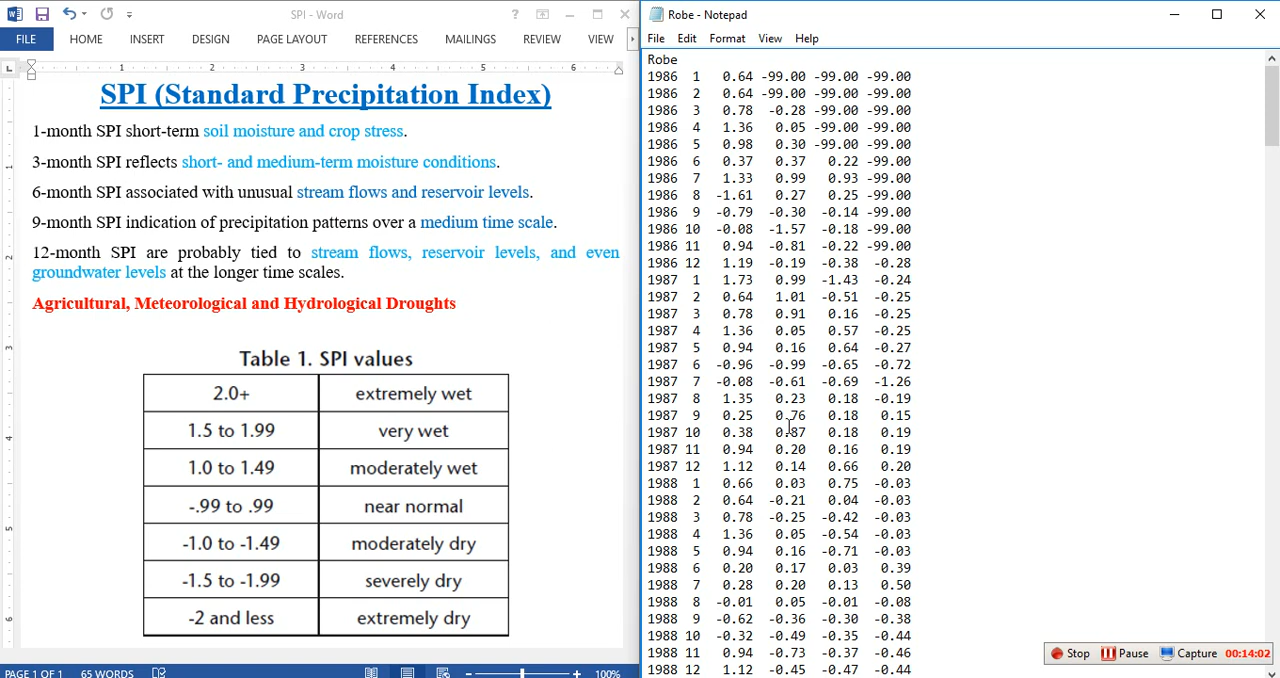 SPI - Word
FILE HOME INSERT DESIGN PAGE LAYOUT REFERENCES MAILINGS REVIEW VIEW
1 2 3 4 5 6
SPI (Standard Precipitation Index)
1-month SPI short-term soil moisture and crop stress.
3-month SPI reflects short- and medium-term moisture conditions.
6-month SPI associated with unusual stream flows and reservoir levels.
9-month SPI indication of precipitation patterns over a medium time scale.
12-month SPI are probably tied to stream flows, reservoir levels, and even
groundwater levels at the longer time scales.
Agricultural, Meteorological and Hydrological Droughts
Table 1. SPI values
2.0+ extremely wet
1.5 to 1.99 very wet
1.0 to 1.49 moderately wet
-.99 to .99 near normal
-1.0 to -1.49 moderately dry
-1.5 to -1.99 severely dry
-2 and less extremely dry
PAGE 1 OF 1 65 WORDS 100%
Robe - Notepad
File Edit Format View Help
Robe
1986 1 0.64 -99.00 -99.00 -99.00
1986 2 0.64 -99.00 -99.00 -99.00
1986 3 0.78 -0.28 -99.00 -99.00
1986 4 1.36 0.05 -99.00 -99.00
1986 5 0.98 0.30 -99.00 -99.00
1986 6 0.37 0.37 0.22 -99.00
1986 7 1.33 0.99 0.93 -99.00
1986 8 -1.61 0.27 0.25 -99.00
1986 9 -0.79 -0.30 -0.14 -99.00
1986 10 -0.08 -1.57 -0.18 -99.00
1986 11 0.94 -0.81 -0.22 -99.00
1986 12 1.19 -0.19 -0.38 -0.28
1987 1 1.73 0.99 -1.43 -0.24
1987 2 0.64 1.01 -0.51 -0.25
1987 3 0.78 0.91 0.16 -0.25
1987 4 1.36 0.05 0.57 -0.25
1987 5 0.94 0.16 0.64 -0.27
1987 6 -0.96 -0.99 -0.65 -0.72
1987 7 -0.08 -0.61 -0.69 -1.26
1987 8 1.35 0.23 0.18 -0.19
1987 9 0.25 0.76 0.18 0.15
1987 10 0.38 0.87 0.18 0.19
1987 11 0.94 0.20 0.16 0.19
1987 12 1.12 0.14 0.66 0.20
1988 1 0.66 0.03 0.75 -0.03
1988 2 0.64 -0.21 0.04 -0.03
1988 3 0.78 -0.25 -0.42 -0.03
1988 4 1.36 0.05 -0.54 -0.03
1988 5 0.94 0.16 -0.71 -0.03
1988 6 0.20 0.17 0.03 0.39
1988 7 0.28 0.20 0.13 0.50
1988 8 -0.01 0.05 -0.01 -0.08
1988 9 -0.62 -0.36 -0.30 -0.38
1988 10 -0.32 -0.49 -0.35 -0.44
1988 11 0.94 -0.73 -0.37 -0.46
1988 12 1.12 -0.45 -0.47 -0.44
Stop Pause Capture 00:14:02